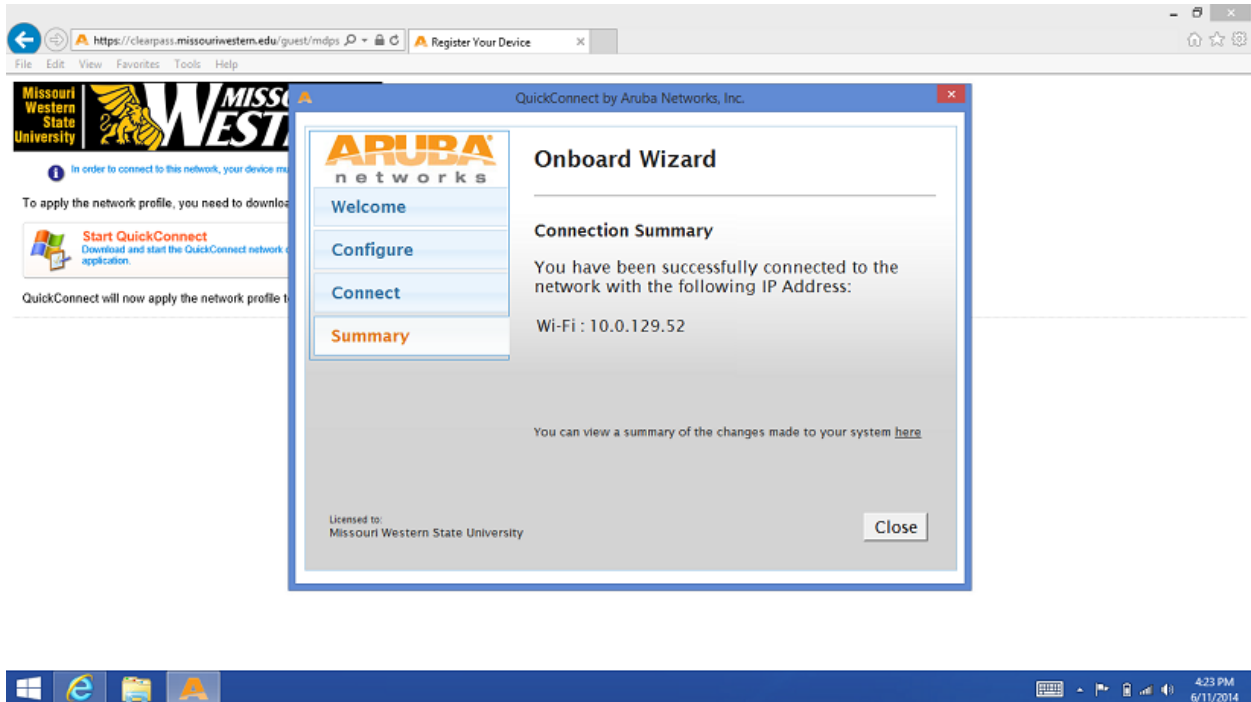 https://clearpass.missouriwestern.edu/guest/mdps
Register Your Device
File Edit View Favorites Tools Help
Missouri
Western
State
University
In order to connect to this network, your device
To apply the network profile, you need to
Start QuickConnect
Download and start the QuickConnect network
application.
QuickConnect will now apply the network profile
QuickConnect by Aruba Networks, Inc.
ARUBA
networks
Welcome
Configure
Connect
Summary
Onboard Wizard
Connection Summary
You have been successfully connected to the
network with the following IP Address:
Wi-Fi : 10.0.129.52
You can view a summary of the changes made to your system here
Licensed to:
Missouri Western State University
Close
4:23 PM
6/11/2014